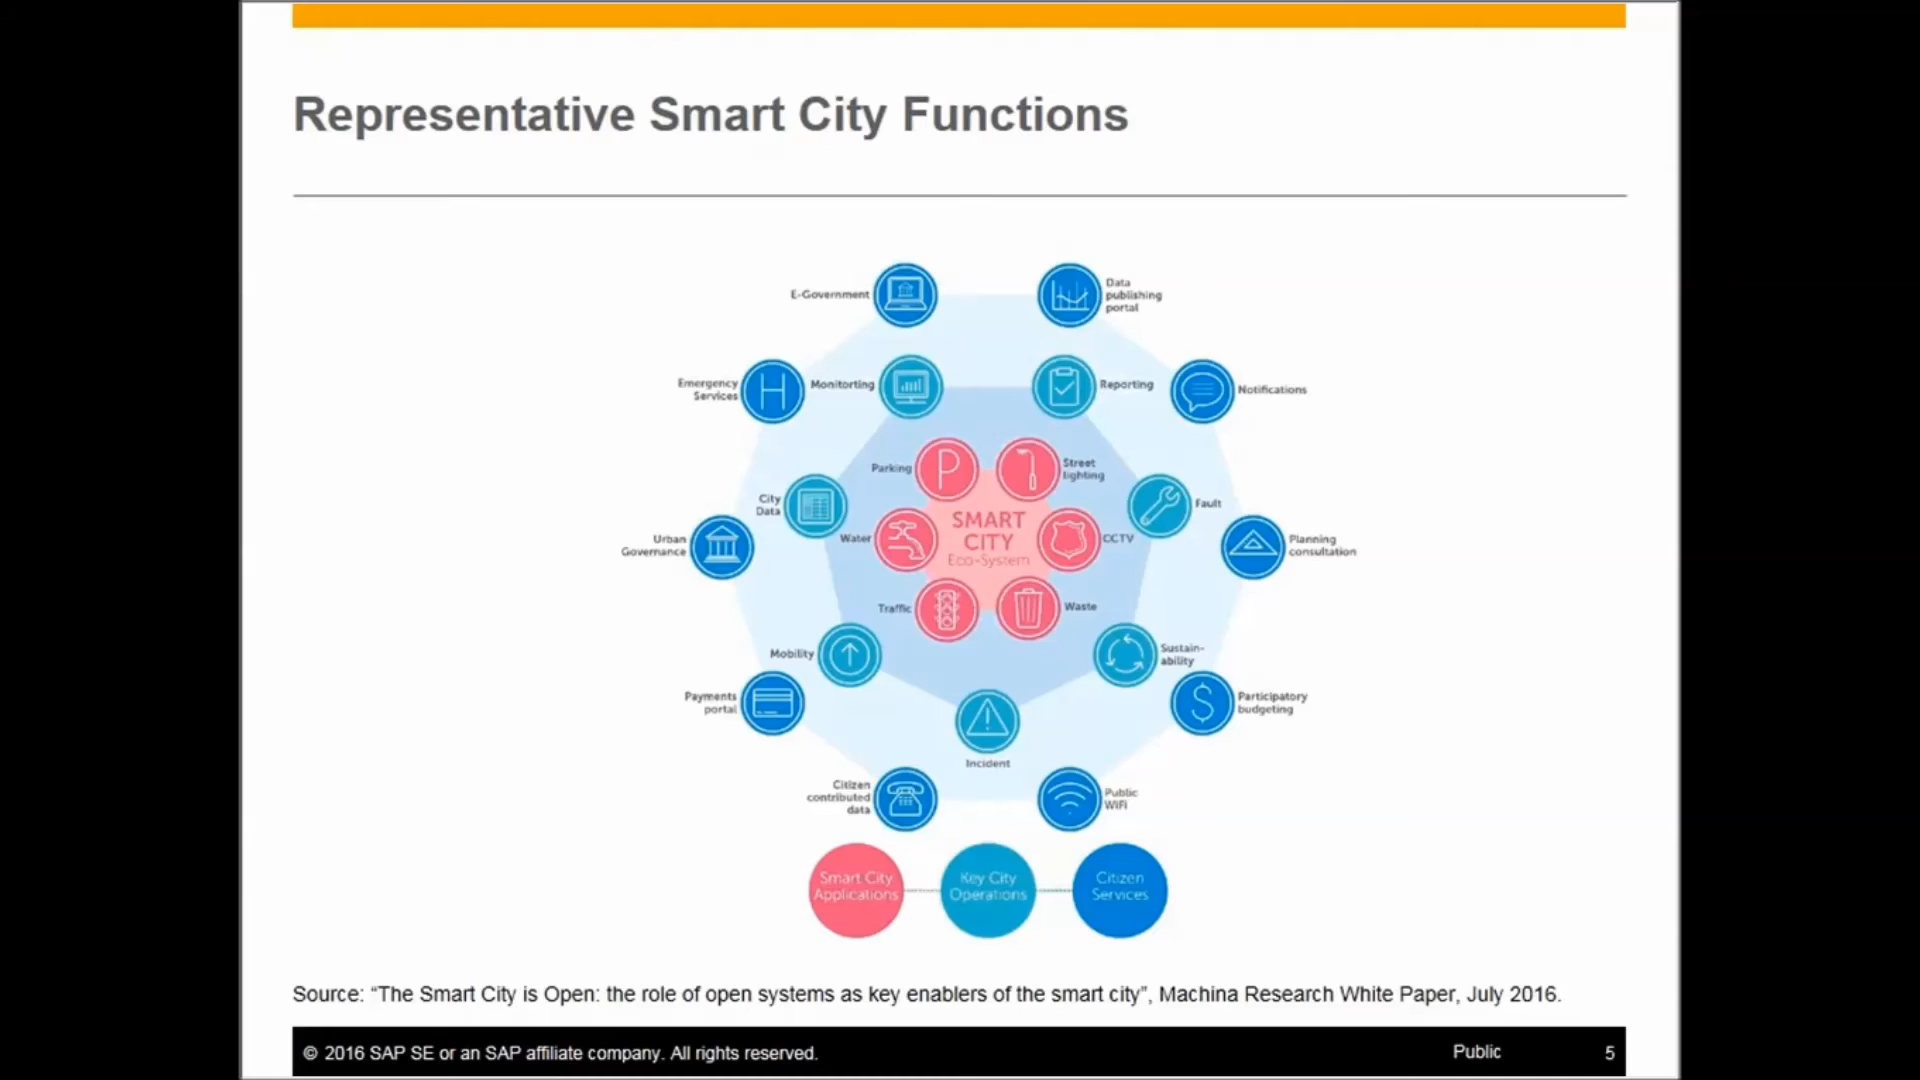 Representative Smart City Functions
E-Government
Data
publishing
portal
Emergency
Services
Monitorting
Reporting
Notifications
Parking
Street
lighting
City
Data
Fault
Urban
Governance
Water
SMART
CITY
Eco-System
CCTV
Planning
consultation
Traffic
Waste
Mobility
Sustain-
ability
Payments
portal
Participatory
budgeting
Incident
Citizen
contributed
data
Public
WiFi
Smart City
Applications
Key City
Operations
Citizen
Services
Source: “The Smart City is Open: the role of open systems as key enablers of the smart city”, Machina Research White Paper, July 2016.
© 2016 SAP SE or an SAP affiliate company. All rights reserved.
Public
5